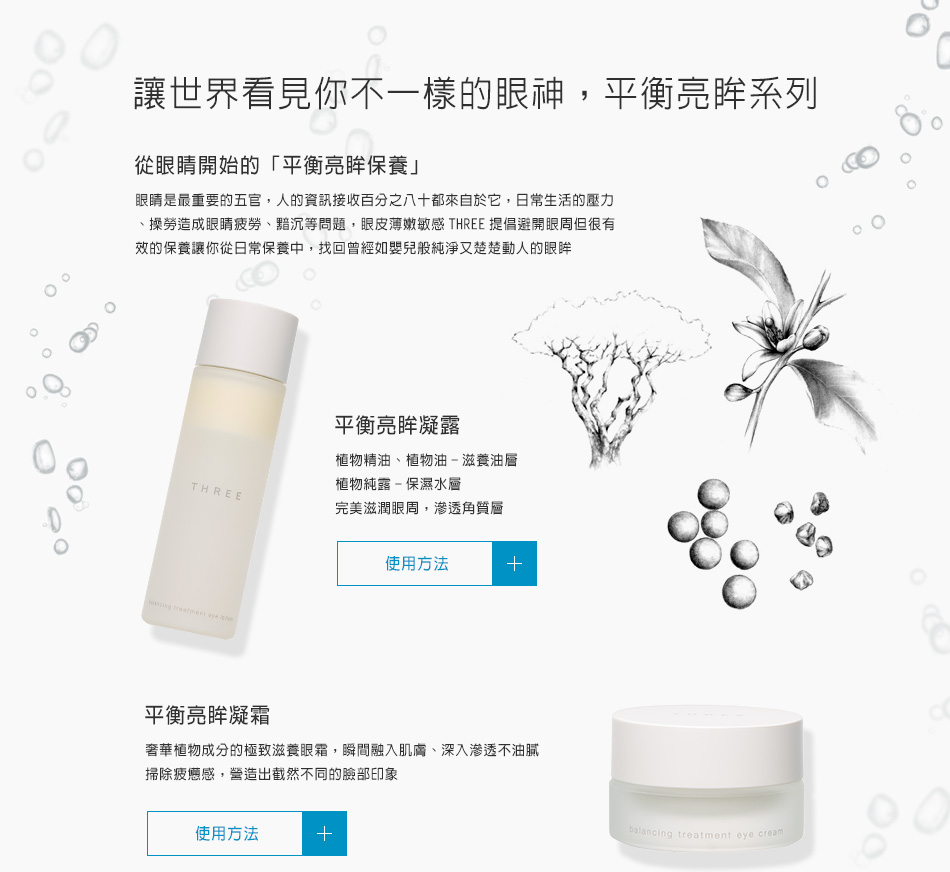 讓世界看見你不一樣的眼神，平衡亮眸系列
從眼睛開始的「平衡亮眸保養」
眼睛是最重要的五官，人的資訊接收百分之八十都來自於它，日常生活的壓力
、操勞造成眼睛疲勞、黯沉等問題，眼皮薄嫩敏感 THREE 提倡避開眼周但很有
效的保養讓你從日常保養中，找回曾經如嬰兒般純淨又楚楚動人的眼眸
平衡亮眸凝露
植物精油、植物油－滋養油層
植物純露－保濕水層
完美滋潤眼周，滲透角質層
使用方法
THREE
balancing treatment eye lotion
平衡亮眸凝霜
奢華植物成分的極致滋養眼霜，瞬間融入肌膚、深入滲透不油膩
掃除疲憊感，營造出截然不同的臉部印象
使用方法
THREE
balancing treatment eye cream